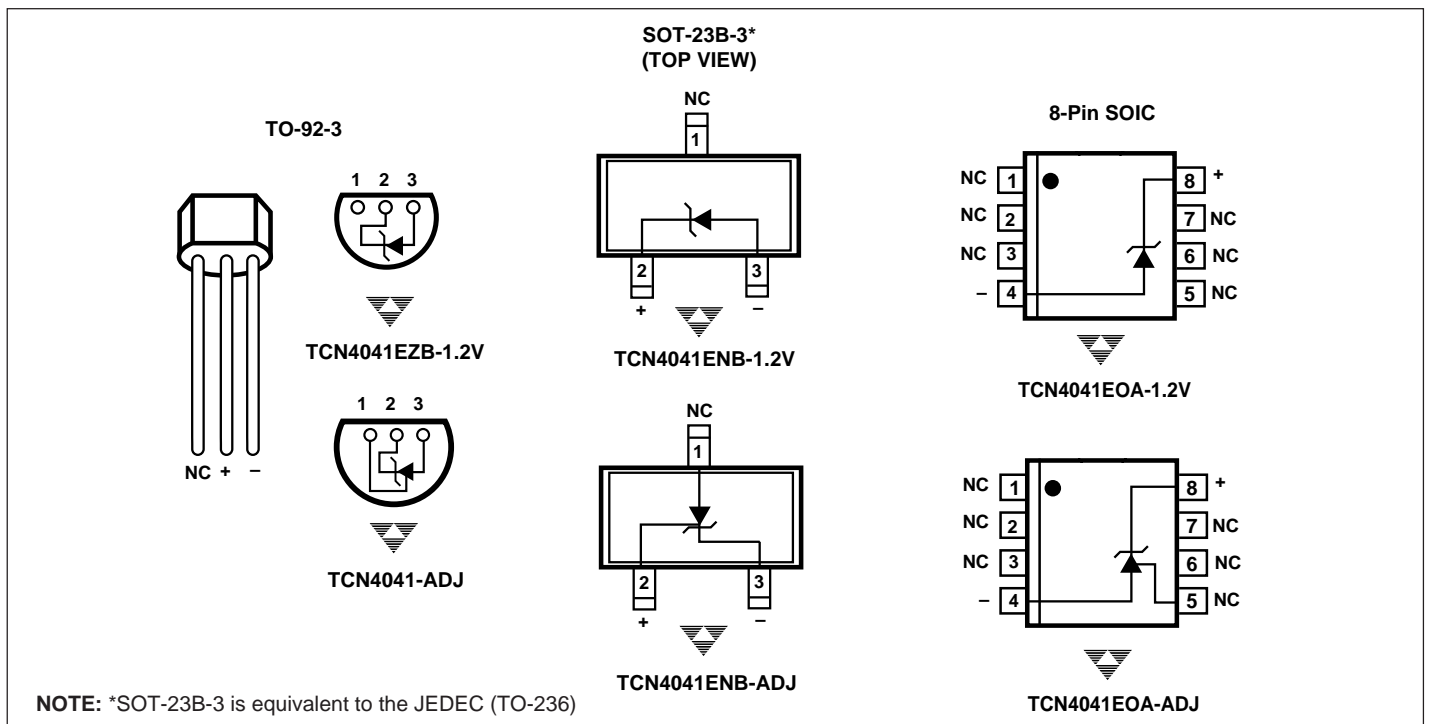 TO-92-3
1 2 3
NC + –
TCN4041EZB-1.2V
1 2 3
TCN4041-ADJ
SOT-23B-3*
(TOP VIEW)
NC
1
2 3
+ –
TCN4041ENB-1.2V
NC
1
2 3
+ –
TCN4041ENB-ADJ
8-Pin SOIC
NC 1 8 +
NC 2 7 NC
NC 3 6 NC
– 4 5 NC
TCN4041EOA-1.2V
NC 1 8 +
NC 2 7 NC
NC 3 6 NC
– 4 5 NC
TCN4041EOA-ADJ
NOTE: *SOT-23B-3 is equivalent to the JEDEC (TO-236)